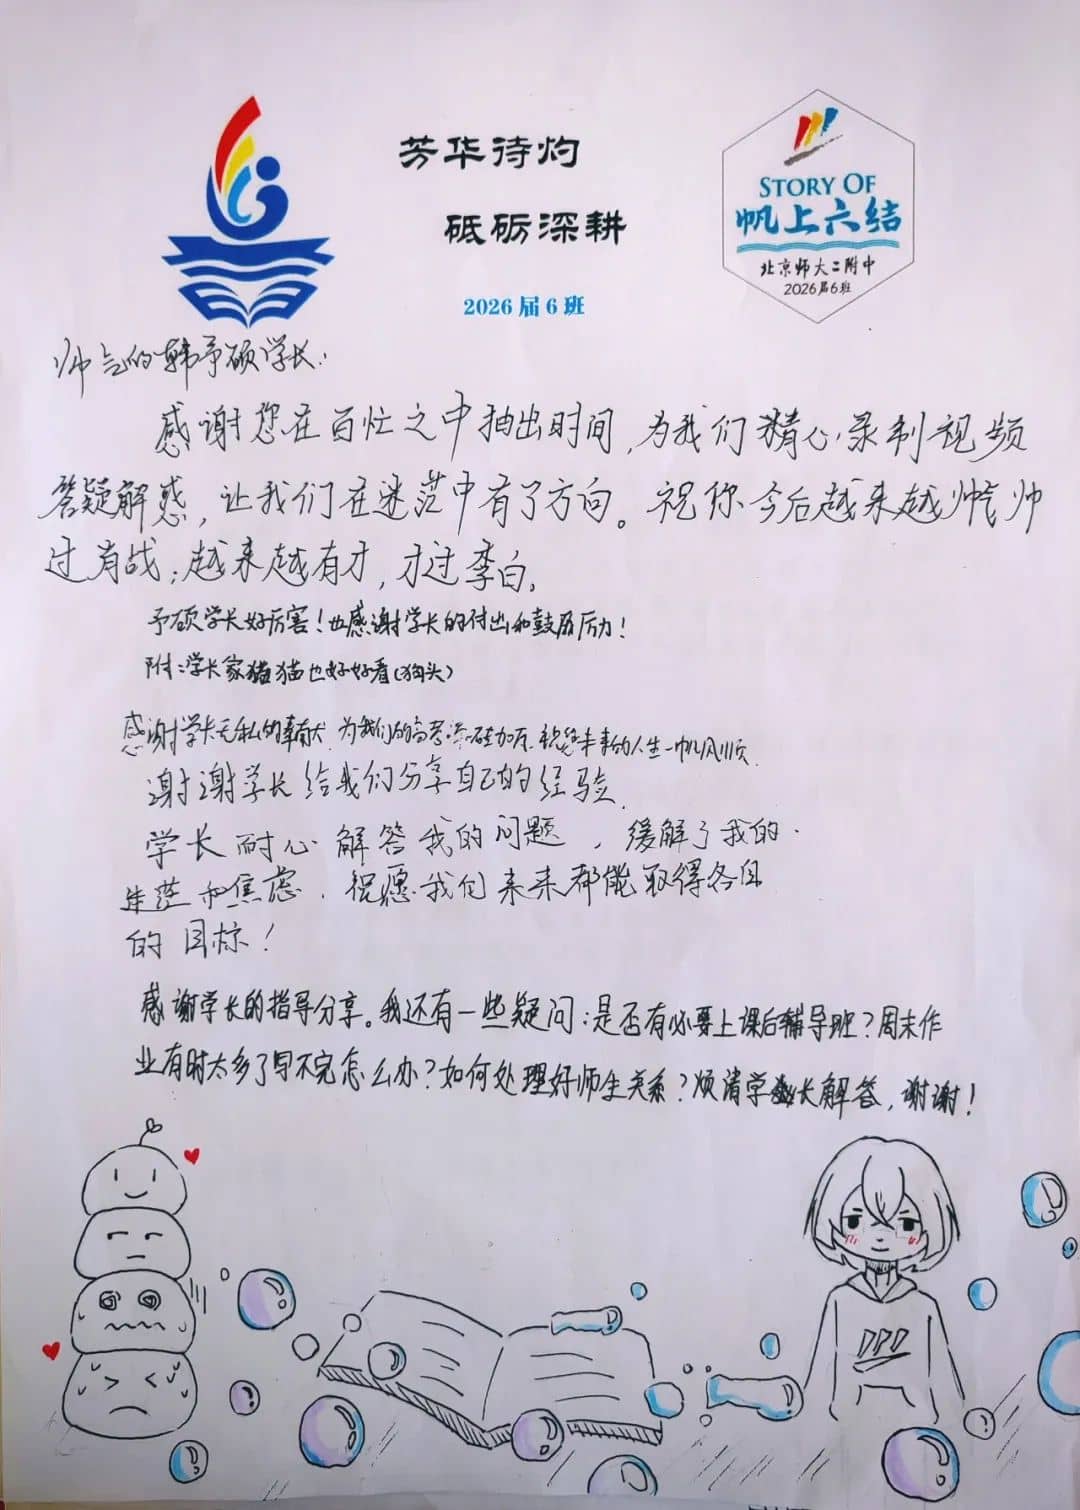 芳华待灼
砥砺深耕
2026届6班
STORY OF
帆上六结
北京师大二附中
2026届6班
帅气的韩予硕学长:
感谢您在百忙之中抽出时间,为我们精心录制视频
答疑解惑,让我们在迷茫中有了方向。祝你今后越来越帅气,帅
过肖战;越来越有才,才过李白。
予硕学长好厉害!也感谢学长的付出和鼓励!
附:学长家猫猫也好好看(狗头)
感谢学长无私的奉献,为我们的高考添砖加瓦,祝您未来的人生一帆风顺.
谢谢学长给我们分享自己的经验.
学长耐心解答我的问题,缓解了我的
迷茫和焦虑.祝愿我们未来都能取得各自
的目标!
感谢学长的指导分享。我还有一些疑问:是否有必要上课后辅导班?周末作
业有时太多了写不完怎么办?如何处理好师生关系?烦请学长解答,谢谢!